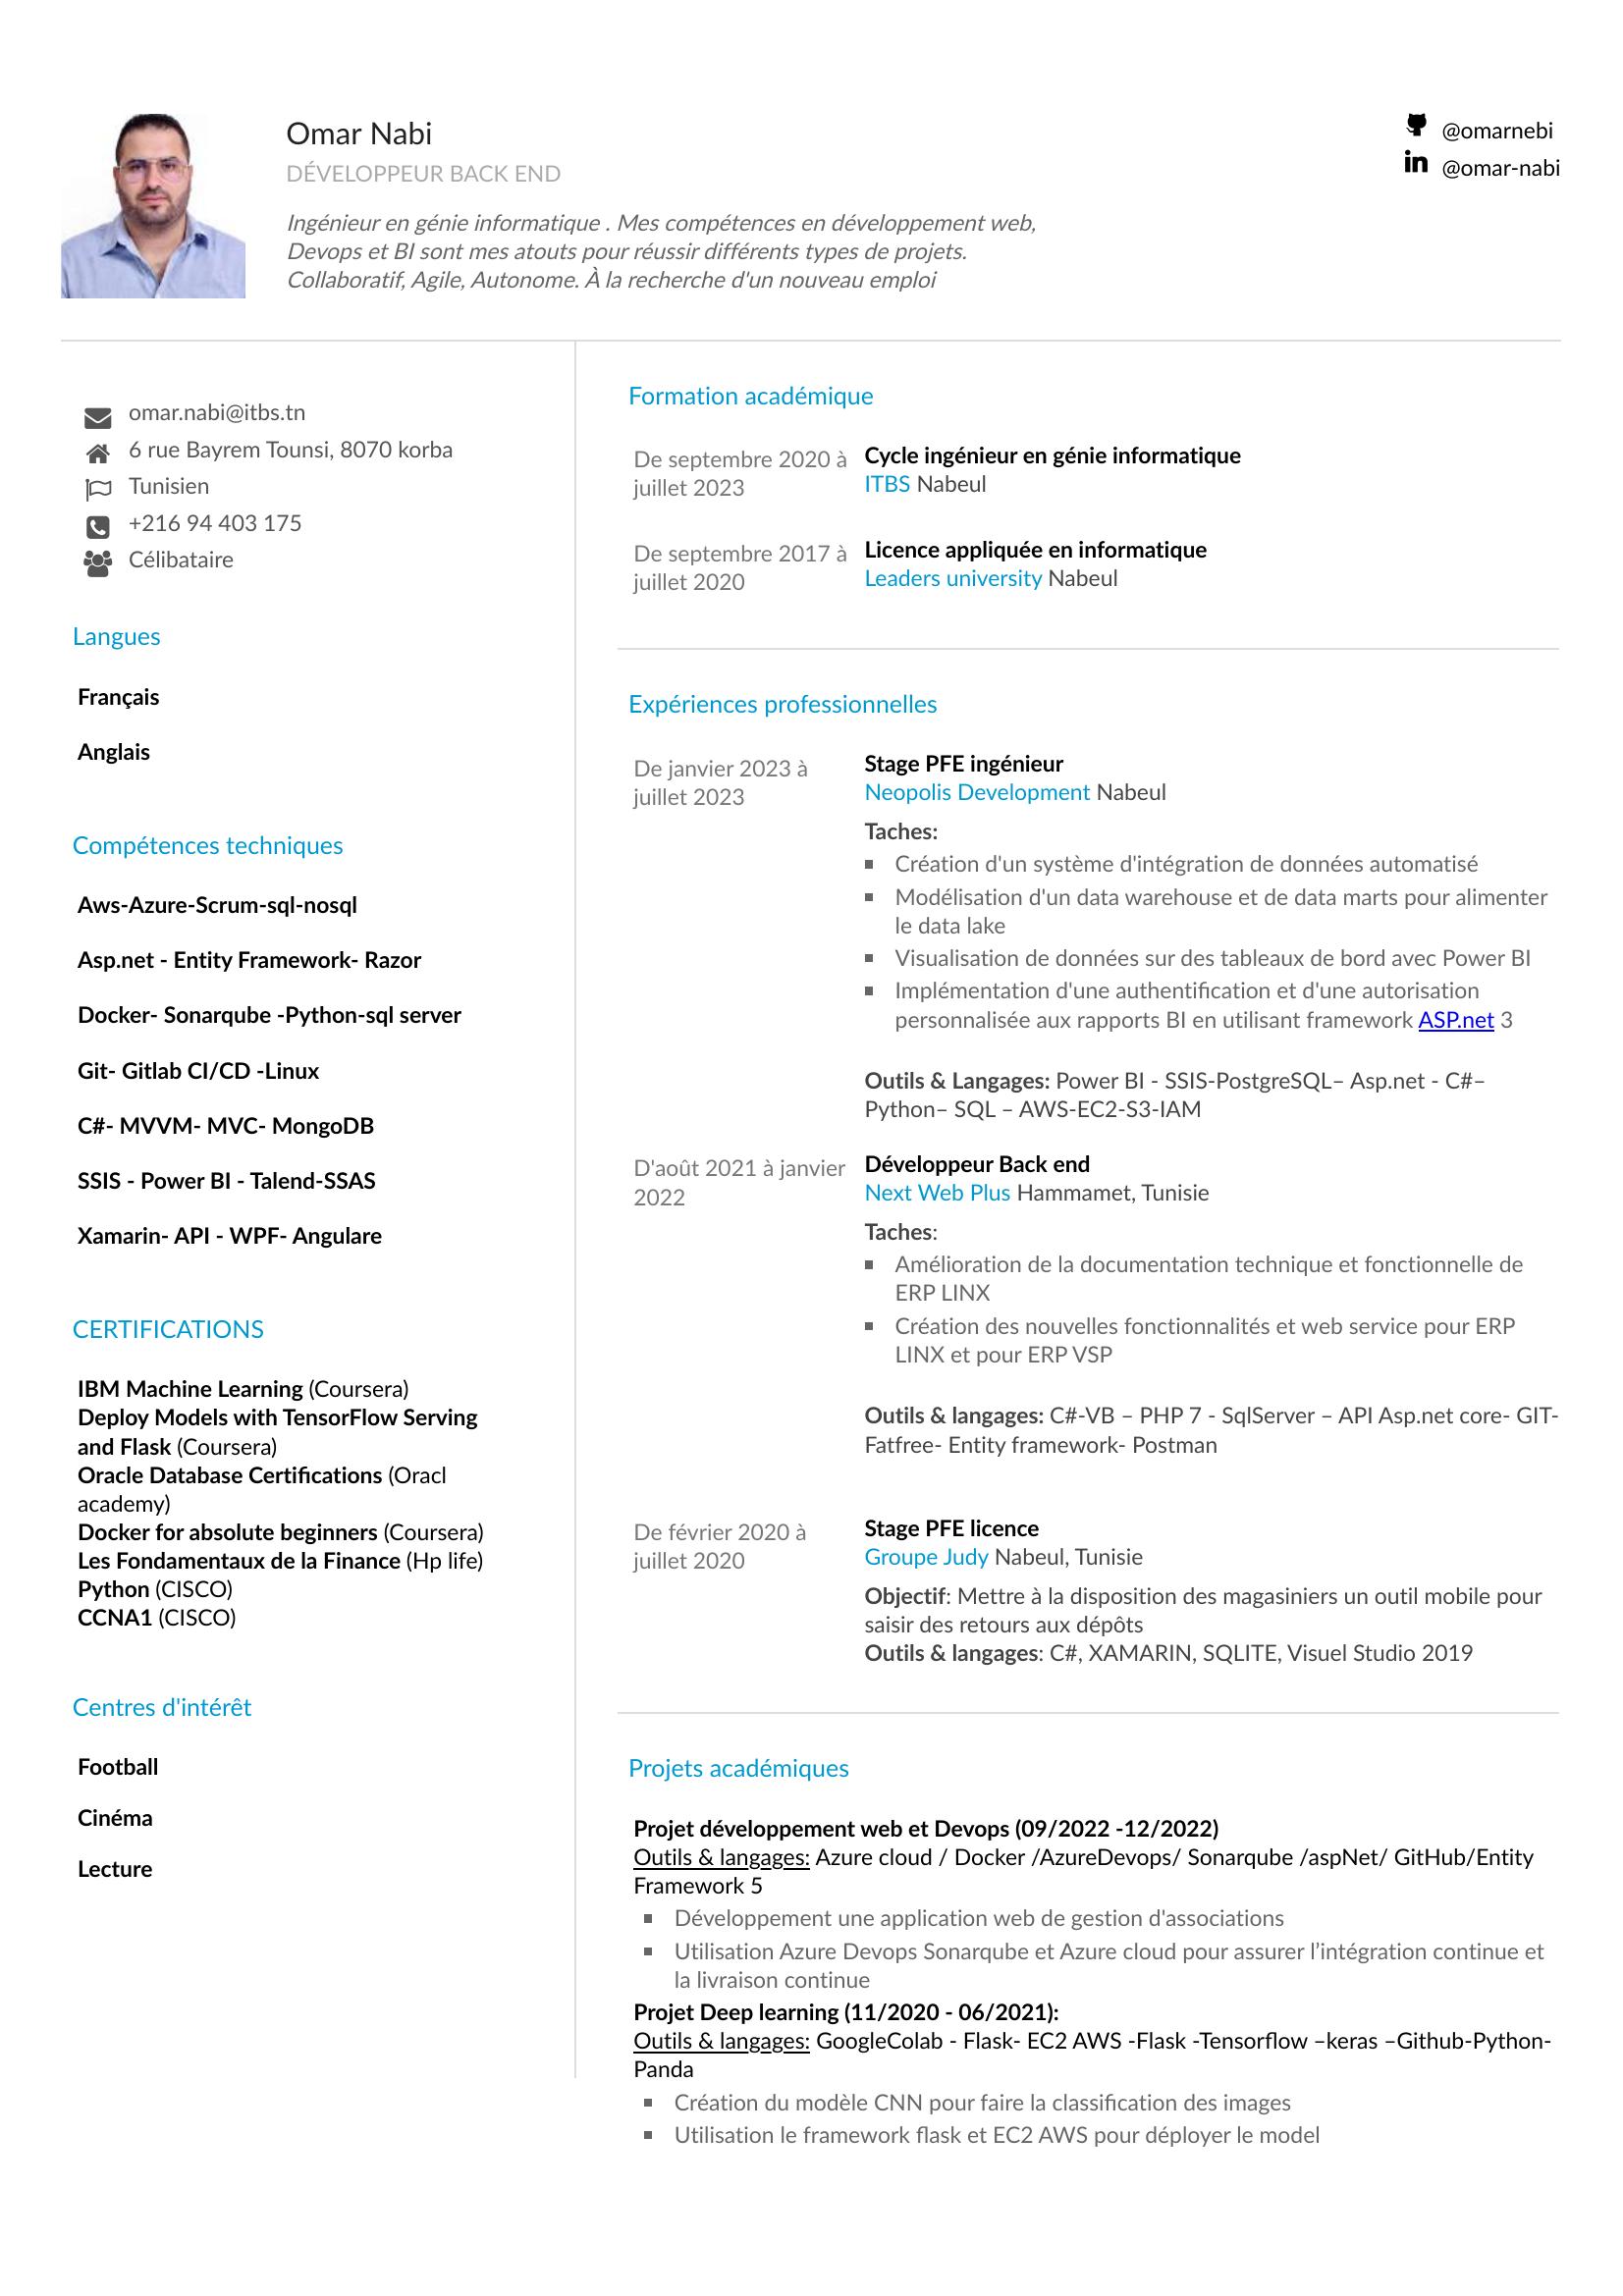 Omar Nabi
DÉVELOPPEUR BACK END
Ingénieur en génie informatique . Mes compétences en développement web,
Devops et BI sont mes atouts pour réussir différents types de projets.
Collaboratif, Agile, Autonome. À la recherche d'un nouveau emploi
@omarnebi
@omar-nabi
omar.nabi@itbs.tn
6 rue Bayrem Tounsi, 8070 korba
Tunisien
+216 94 403 175
Célibataire
Langues
Français
Anglais
Compétences techniques
Aws-Azure-Scrum-sql-nosql
Asp.net - Entity Framework- Razor
Docker- Sonarqube -Python-sql server
Git- Gitlab CI/CD -Linux
C#- MVVM- MVC- MongoDB
SSIS - Power BI - Talend-SSAS
Xamarin- API - WPF- Angulare
CERTIFICATIONS
IBM Machine Learning (Coursera)
Deploy Models with TensorFlow Serving
and Flask (Coursera)
Oracle Database Certifications (Oracl
academy)
Docker for absolute beginners (Coursera)
Les Fondamentaux de la Finance (Hp life)
Python (CISCO)
CCNA1 (CISCO)
Centres d'intérêt
Football
Cinéma
Lecture
Formation académique
De septembre 2020 à
juillet 2023
Cycle ingénieur en génie informatique
ITBS Nabeul
De septembre 2017 à
juillet 2020
Licence appliquée en informatique
Leaders university Nabeul
Expériences professionnelles
De janvier 2023 à
juillet 2023
Stage PFE ingénieur
Neopolis Development Nabeul
Taches:
▪ Création d'un système d'intégration de données automatisé
▪ Modélisation d'un data warehouse et de data marts pour alimenter
le data lake
▪ Visualisation de données sur des tableaux de bord avec Power BI
▪ Implémentation d'une authentification et d'une autorisation
personnalisée aux rapports BI en utilisant framework ASP.net 3
Outils & Langages: Power BI - SSIS-PostgreSQL– Asp.net - C#–
Python– SQL – AWS-EC2-S3-IAM
D'août 2021 à janvier
2022
Développeur Back end
Next Web Plus Hammamet, Tunisie
Taches:
▪ Amélioration de la documentation technique et fonctionnelle de
ERP LINX
▪ Création des nouvelles fonctionnalités et web service pour ERP
LINX et pour ERP VSP
Outils & langages: C#-VB – PHP 7 - SqlServer – API Asp.net core- GIT-
Fatfree- Entity framework- Postman
De février 2020 à
juillet 2020
Stage PFE licence
Groupe Judy Nabeul, Tunisie
Objectif: Mettre à la disposition des magasiniers un outil mobile pour
saisir des retours aux dépôts
Outils & langages: C#, XAMARIN, SQLITE, Visuel Studio 2019
Projets académiques
Projet développement web et Devops (09/2022 -12/2022)
Outils & langages: Azure cloud / Docker /AzureDevops/ Sonarqube /aspNet/ GitHub/Entity
Framework 5
▪ Développement une application web de gestion d'associations
▪ Utilisation Azure Devops Sonarqube et Azure cloud pour assurer l’intégration continue et
la livraison continue
Projet Deep learning (11/2020 - 06/2021):
Outils & langages: GoogleColab - Flask- EC2 AWS -Flask -Tensorflow –keras –Github-Python-
Panda
▪ Création du modèle CNN pour faire la classification des images
▪ Utilisation le framework flask et EC2 AWS pour déployer le model